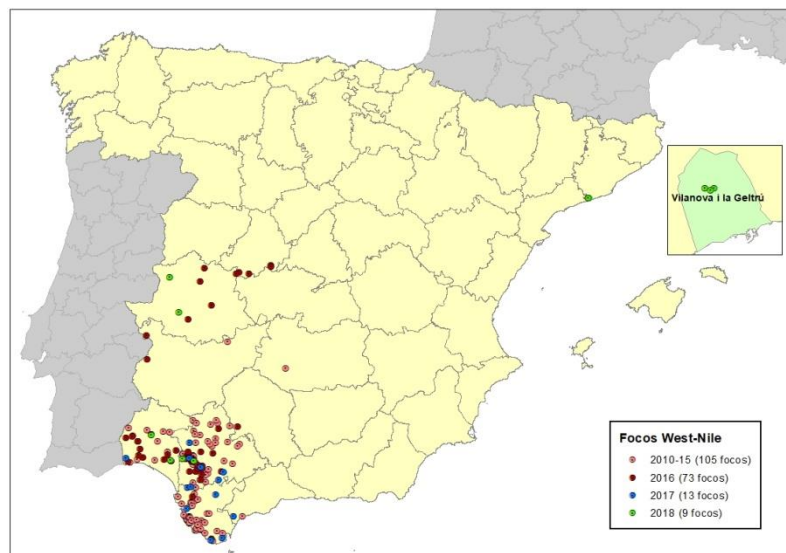 Vilanova i la Geltrú
Focos West-Nile
2010-15 (105 focos)
2016 (73 focos)
2017 (13 focos)
2018 (9 focos)